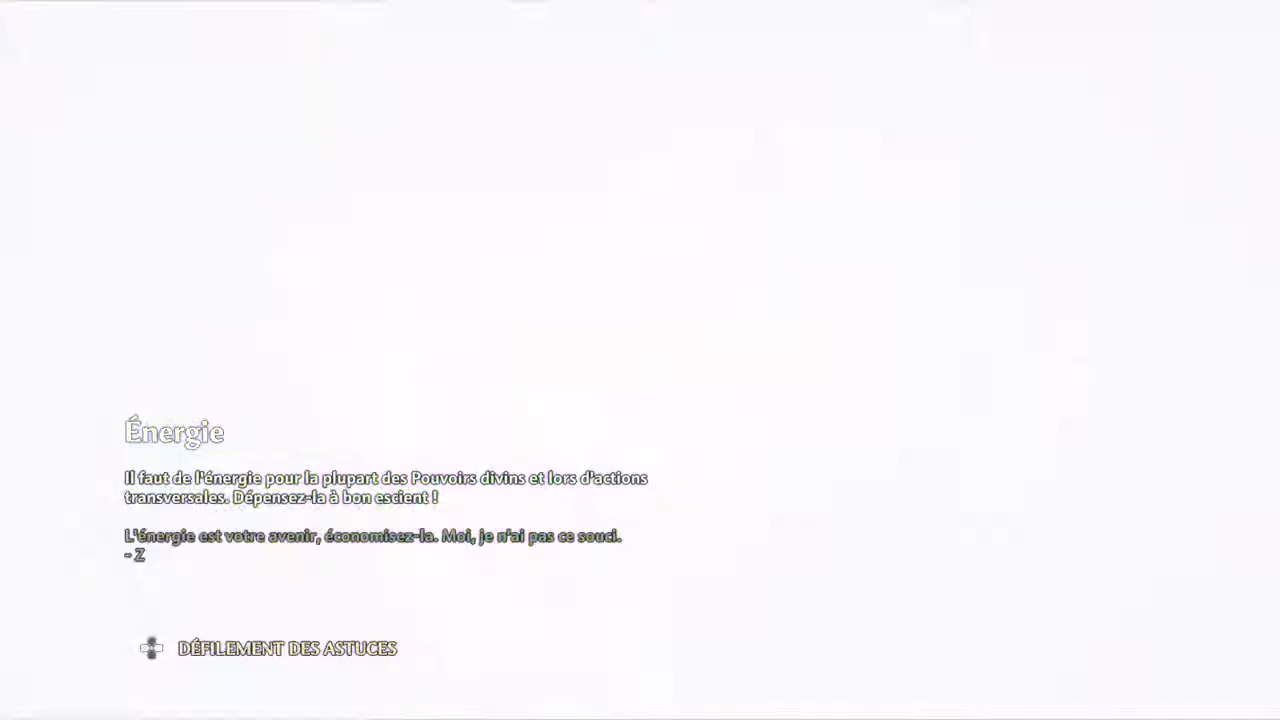 Énergie
Il faut de l'énergie pour la plupart des Pouvoirs divins et lors d'actions
transversales. Dépensez-la à bon escient !
L'énergie est votre avenir, économisez-la. Moi, je n'ai pas ce souci.
- Z
DÉFILEMENT DES ASTUCES